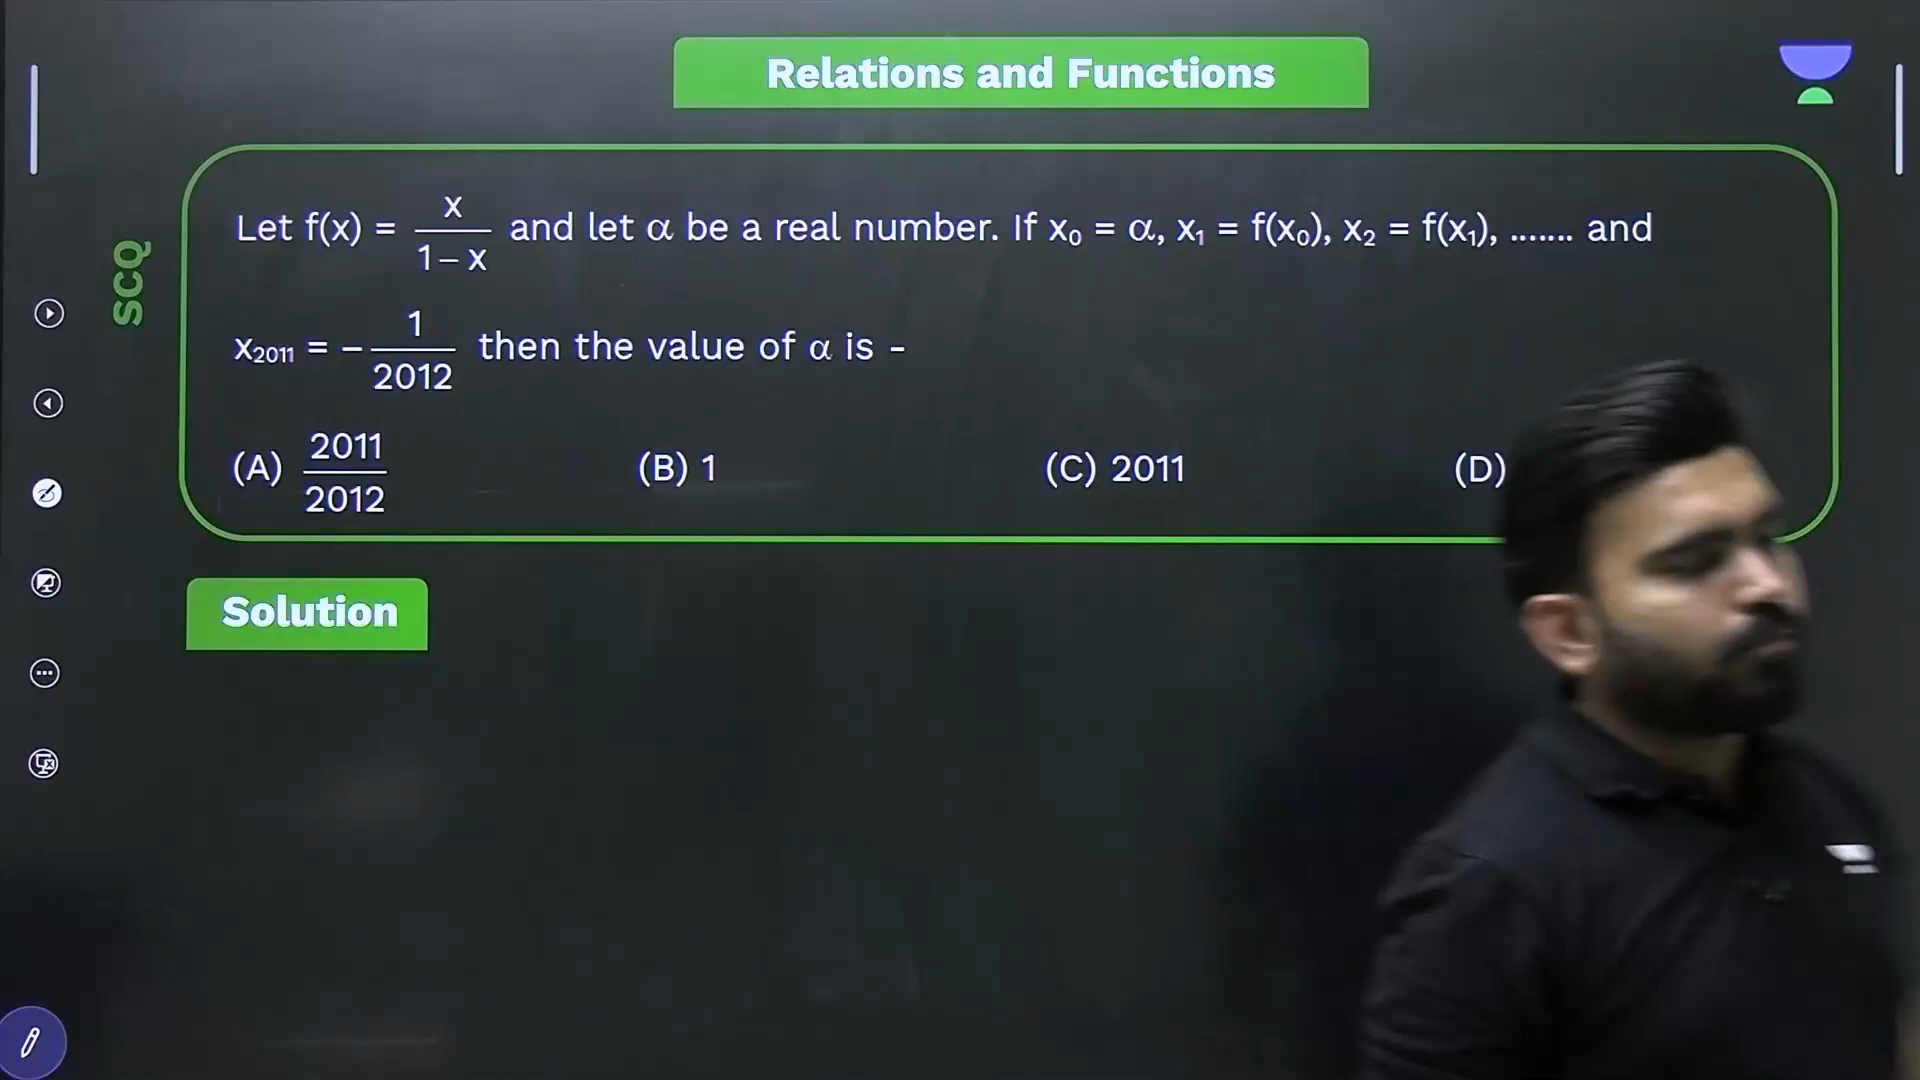 Relations and Functions
SCQ
Let f(x) = x/(1 – x) and let α be a real number. If x₀ = α, x₁ = f(x₀), x₂ = f(x₁), ....... and
x₂₀₁₁ = – 1/2012 then the value of α is -
(A) 2011/2012 (B) 1 (C) 2011 (D)
Solution